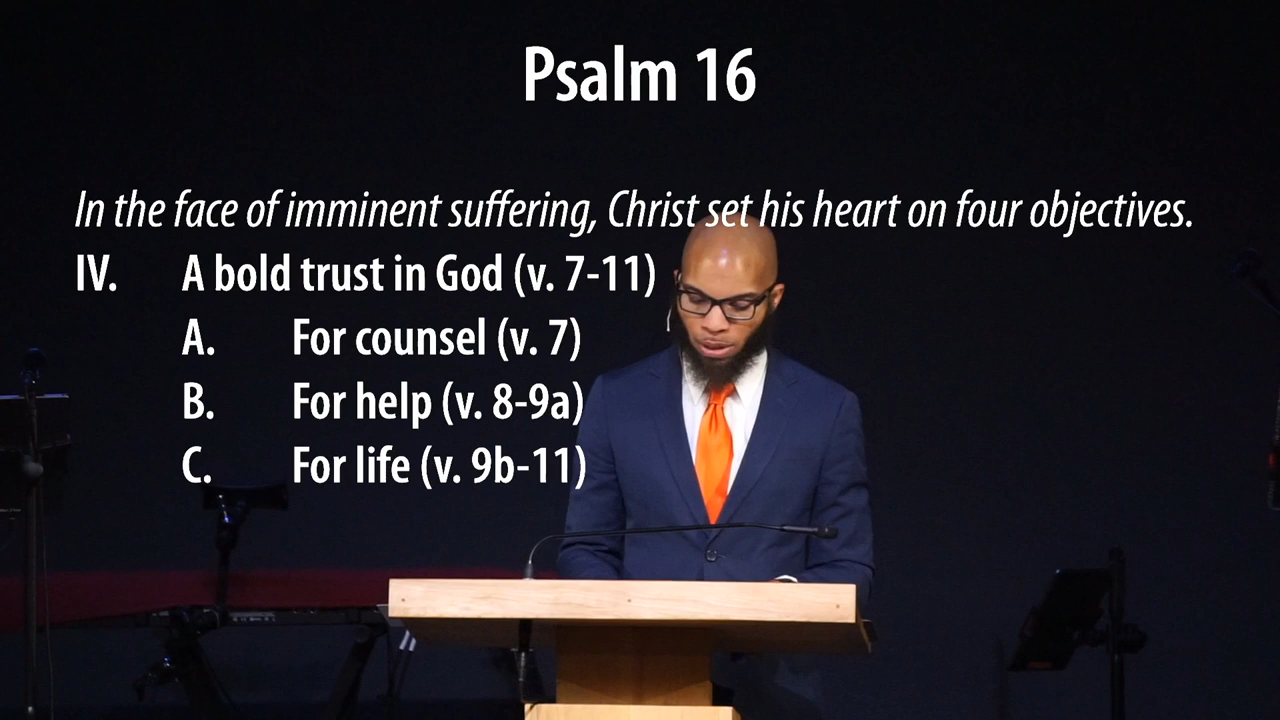 Psalm 16
In the face of imminent suffering, Christ set his heart on four objectives.
IV. A bold trust in God (v. 7-11)
A. For counsel (v. 7)
B. For help (v. 8-9a)
C. For life (v. 9b-11)